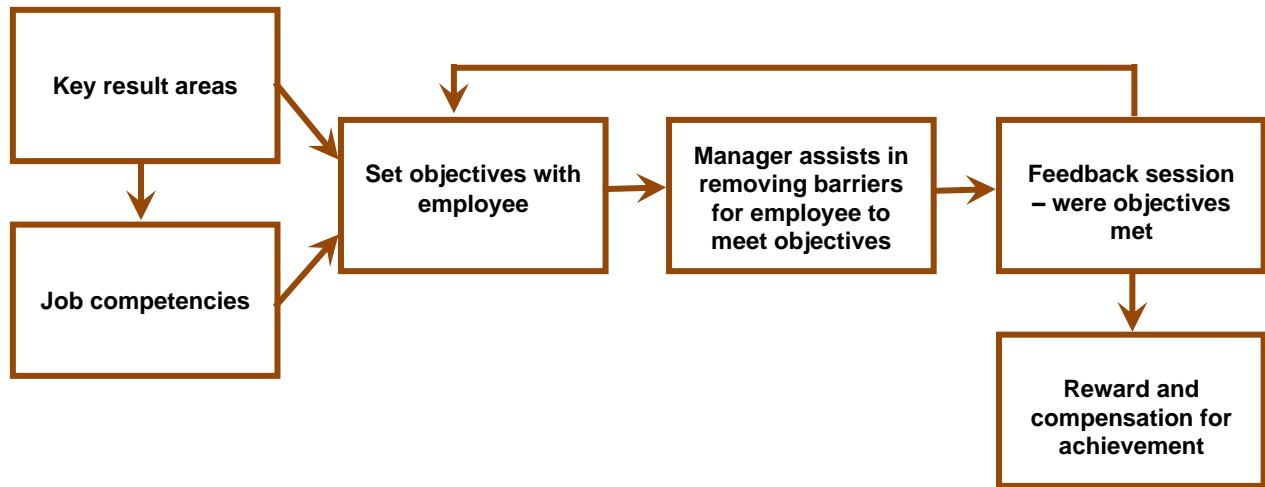 Key result areas
Job competencies
Set objectives with
employee
Manager assists in
removing barriers
for employee to
meet objectives
Feedback session
– were objectives
met
Reward and
compensation for
achievement